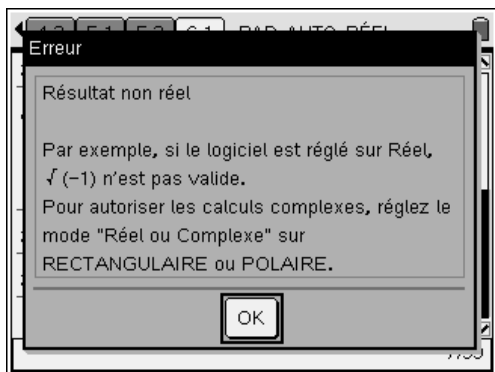 RAD AUTO RÉEL
Erreur
Résultat non réel
Par exemple, si le logiciel est réglé sur Réel,
√(−1) n’est pas valide.
Pour autoriser les calculs complexes, réglez le
mode "Réel ou Complexe" sur
RECTANGULAIRE ou POLAIRE.
OK